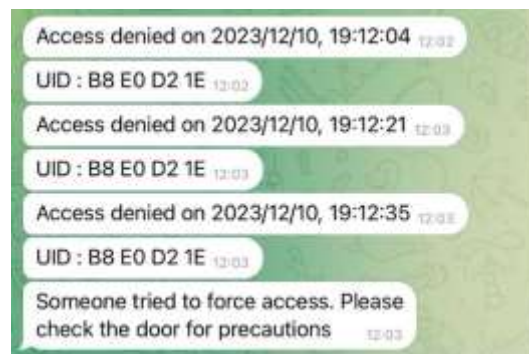 Access denied on 2023/12/10, 19:12:04 12:02
UID : B8 E0 D2 1E 12:02
Access denied on 2023/12/10, 19:12:21 12:03
UID : B8 E0 D2 1E 12:03
Access denied on 2023/12/10, 19:12:35 12:03
UID : B8 E0 D2 1E 12:03
Someone tried to force access. Please
check the door for precautions 12:03